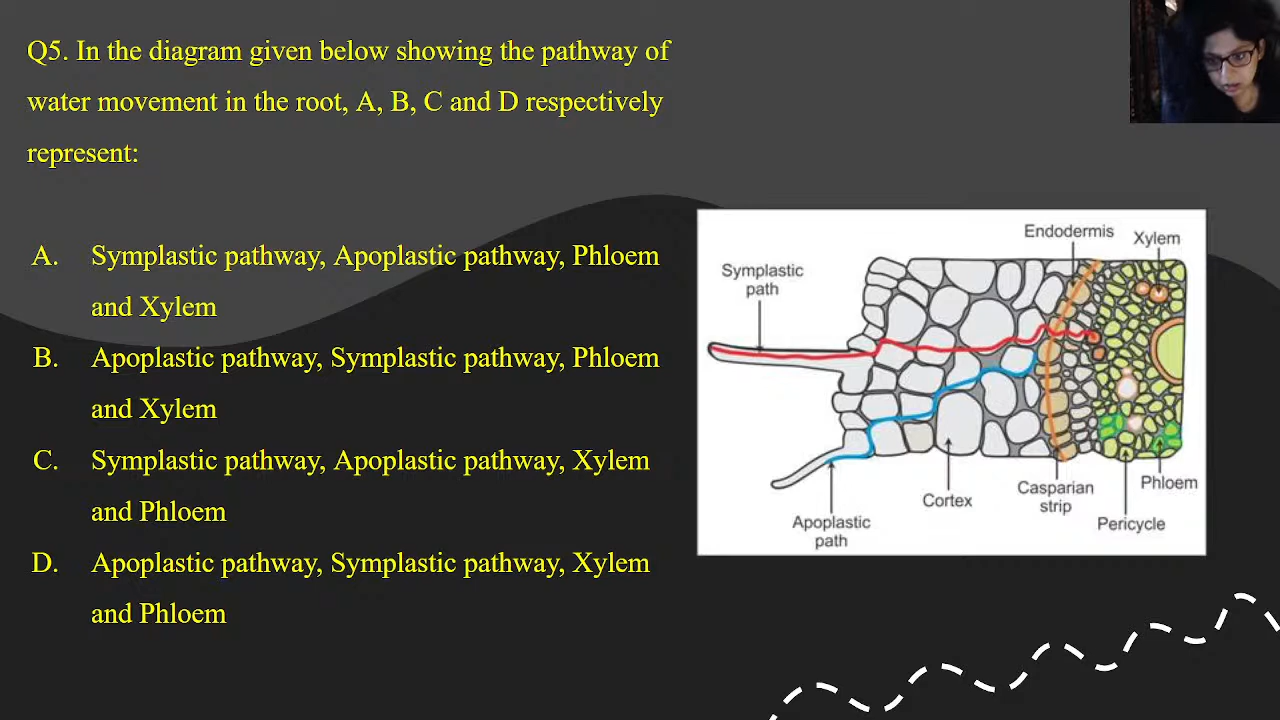 Q5. In the diagram given below showing the pathway of
water movement in the root, A, B, C and D respectively
represent:
A. Symplastic pathway, Apoplastic pathway, Phloem
and Xylem
B. Apoplastic pathway, Symplastic pathway, Phloem
and Xylem
C. Symplastic pathway, Apoplastic pathway, Xylem
and Phloem
D. Apoplastic pathway, Symplastic pathway, Xylem
and Phloem
Endodermis
Xylem
Symplastic
path
Apoplastic
path
Cortex
Casparian
strip
Pericycle
Phloem